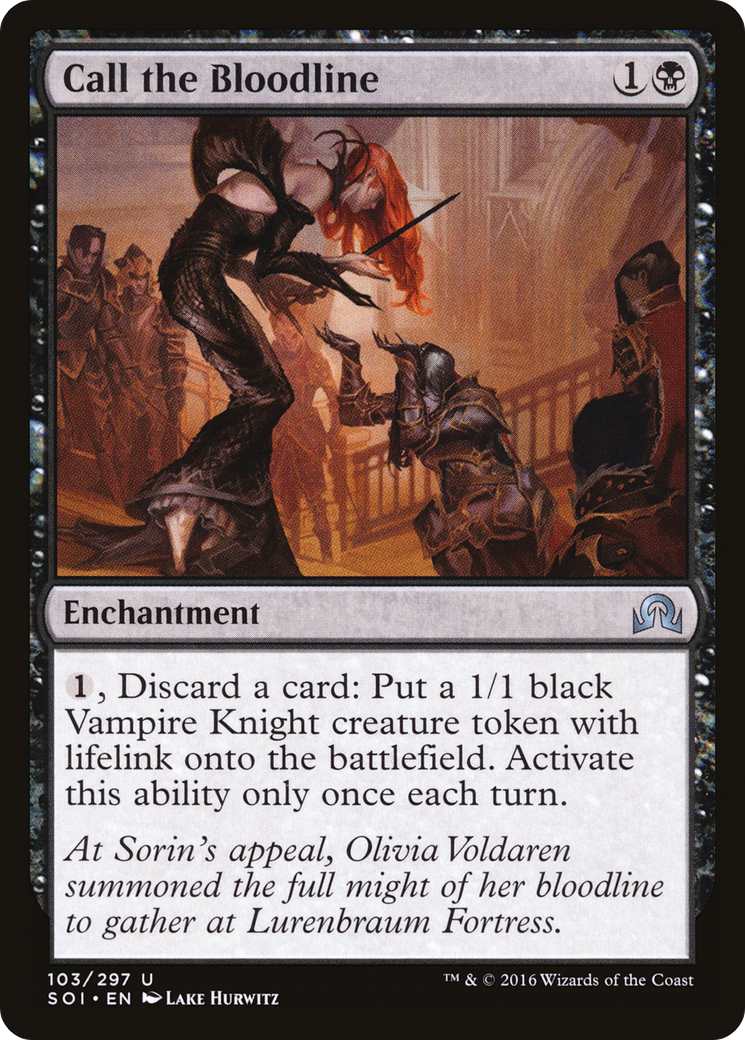 Call the Bloodline 1
Enchantment
1, Discard a card: Put a 1/1 black
Vampire Knight creature token with
lifelink onto the battlefield. Activate
this ability only once each turn.
At Sorin's appeal, Olivia Voldaren
summoned the full might of her bloodline
to gather at Lurenbraum Fortress.
103/297 U
SOI • EN Lake Hurwitz
™ & © 2016 Wizards of the Coast